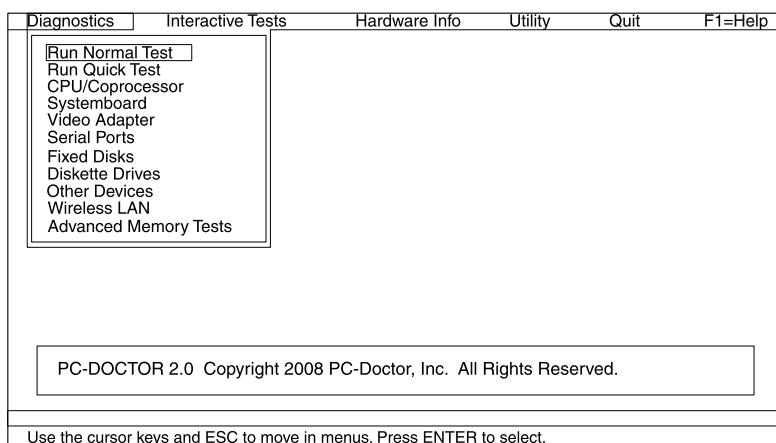 Diagnostics Interactive Tests Hardware Info Utility Quit F1=Help
Run Normal Test
Run Quick Test
CPU/Coprocessor
Systemboard
Video Adapter
Serial Ports
Fixed Disks
Diskette Drives
Other Devices
Wireless LAN
Advanced Memory Tests
PC-DOCTOR 2.0 Copyright 2008 PC-Doctor, Inc. All Rights Reserved.
Use the cursor keys and ESC to move in menus. Press ENTER to select.